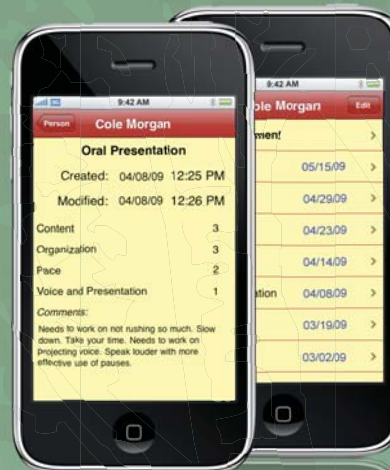 9:42 AM
Person
Cole Morgan
Oral Presentation
Created: 04/08/09 12:25 PM
Modified: 04/08/09 12:26 PM
Content 3
Organization 3
Pace 2
Voice and Presentation 1
Comments:
Needs to work on not rushing so much. Slow
down. Take your time. Needs to work on
Projecting voice. Speak louder with more
effective use of pauses.
9:42 AM
ole Morgan
Edit
men!
05/15/09
04/29/09
04/23/09
04/14/09
ation 04/08/09
03/19/09
03/02/09